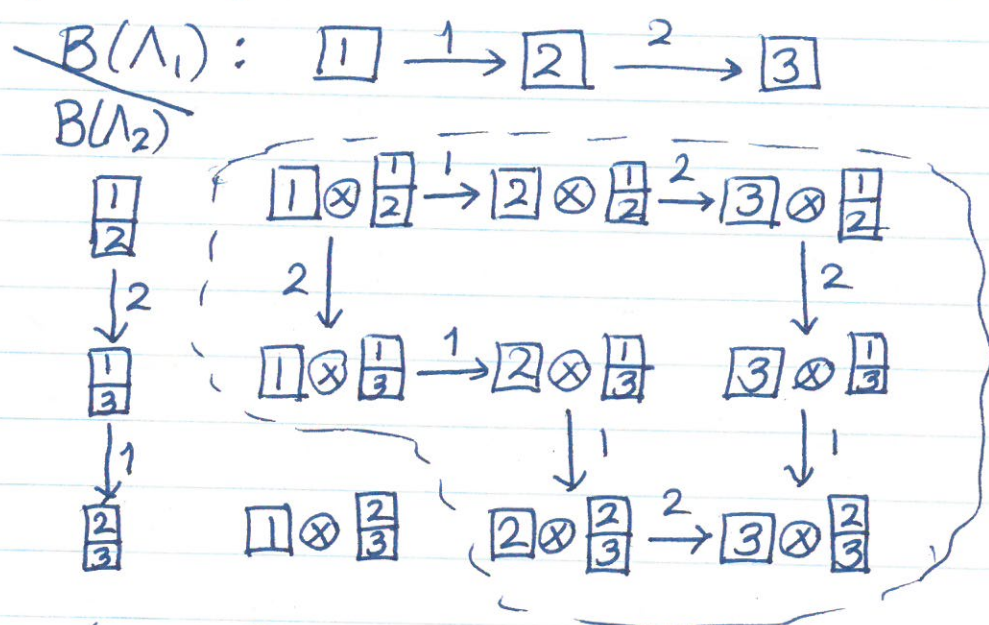 B(Λ₁) : 1 1→ 2 2→ 3
B(Λ₂)
1 2 1 ⊗ 1 2 1→ 2 ⊗ 1 2 2→ 3 ⊗ 1 2
↓2 2↓ ↓2
1 3 1 ⊗ 1 3 1→ 2 ⊗ 1 3 3 ⊗ 1 3
↓1 ↓1 ↓1
2 3 1 ⊗ 2 3 2 ⊗ 2 3 2→ 3 ⊗ 2 3